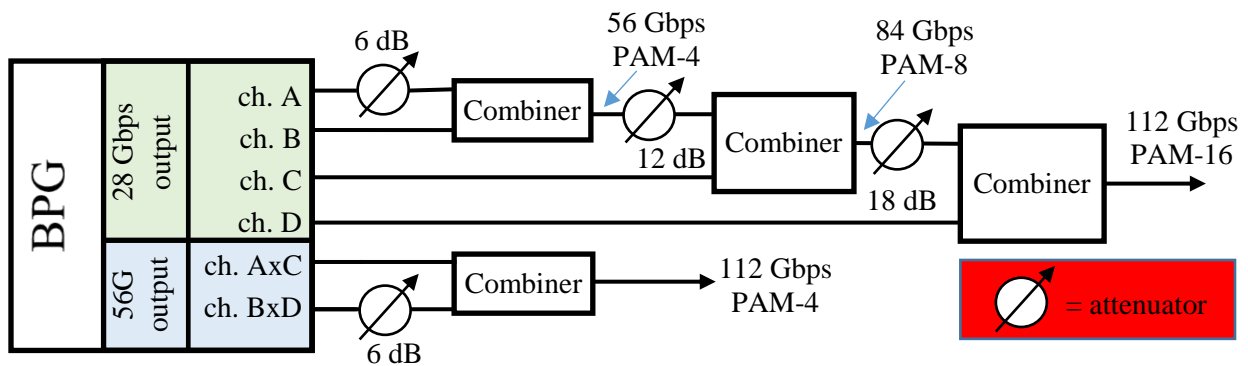 BPG
28 Gbps
output
56G
output
ch. A
ch. B
ch. C
ch. D
ch. AxC
ch. BxD
6 dB
Combiner
56 Gbps
PAM-4
12 dB
Combiner
84 Gbps
PAM-8
18 dB
Combiner
112 Gbps
PAM-16
6 dB
Combiner
112 Gbps
PAM-4
= attenuator